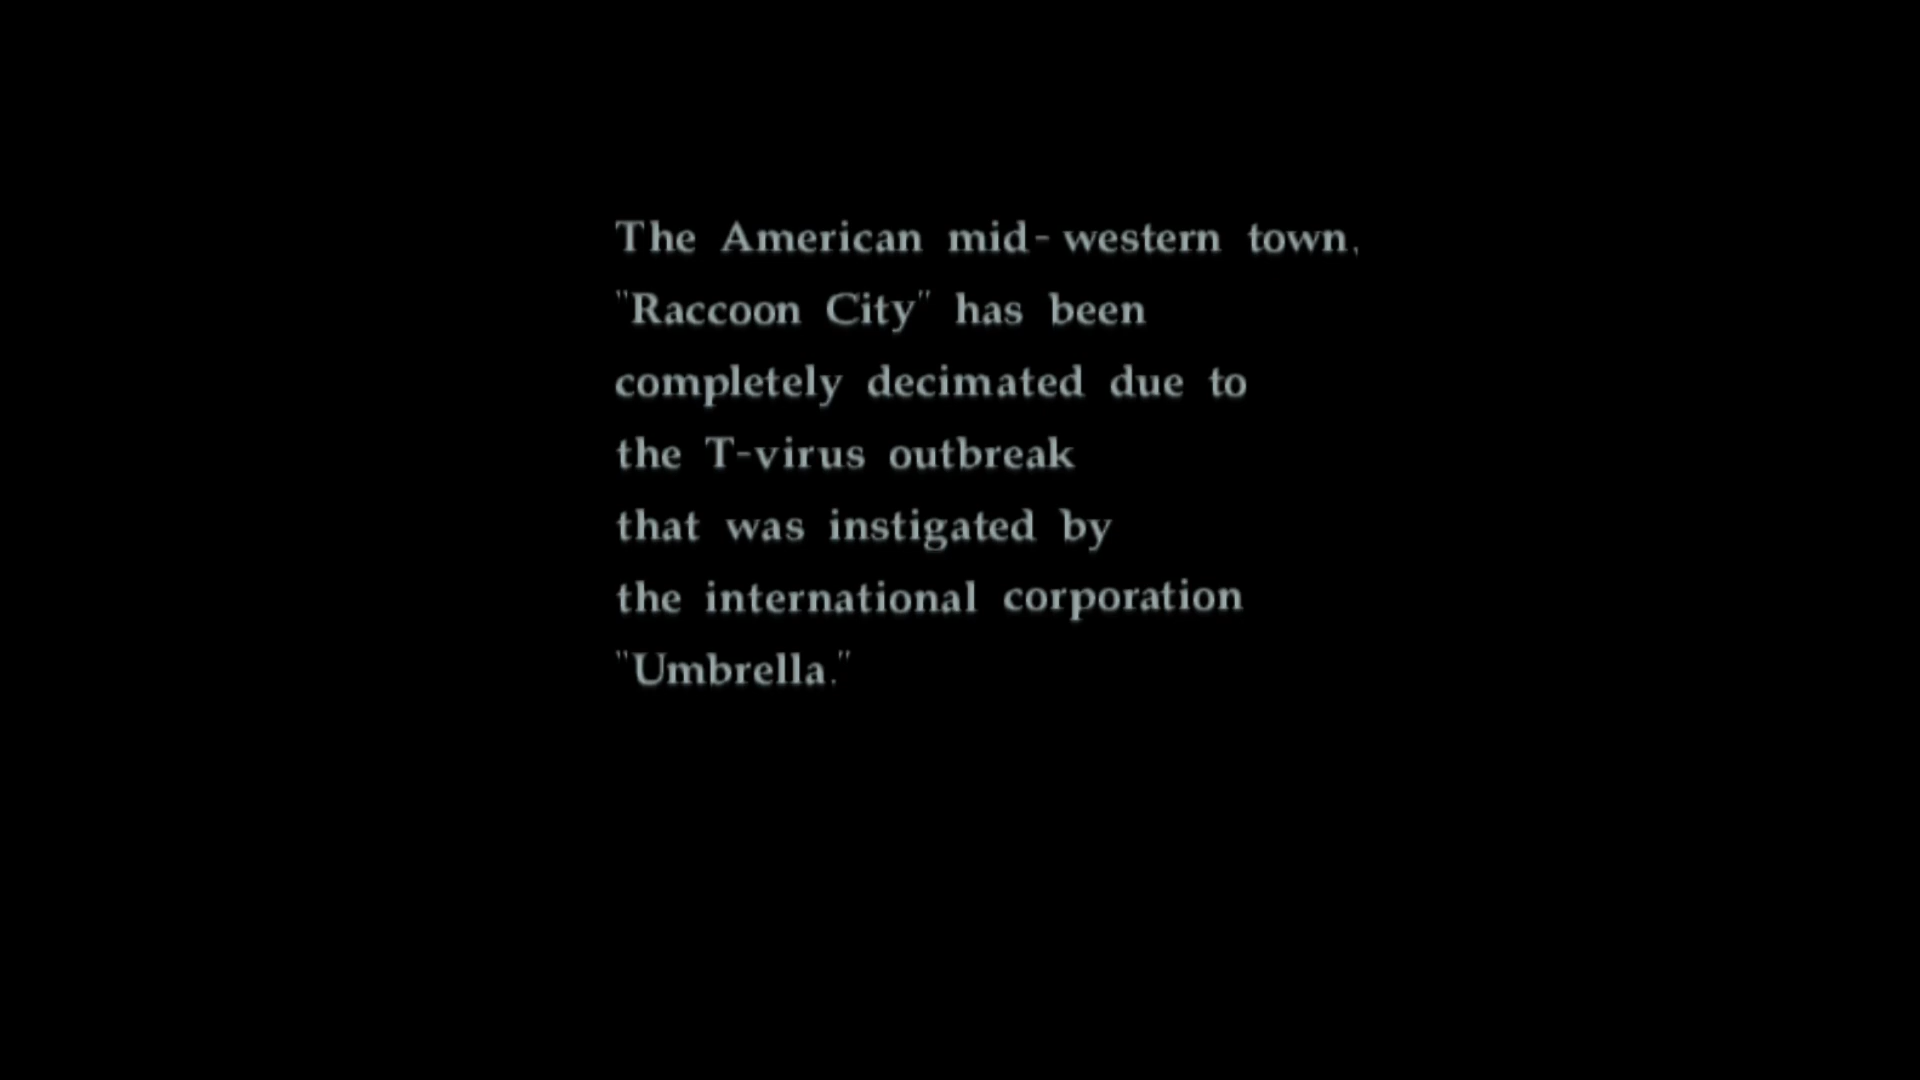 The American mid-western town,
"Raccoon City" has been
completely decimated due to
the T-virus outbreak
that was instigated by
the international corporation
"Umbrella."